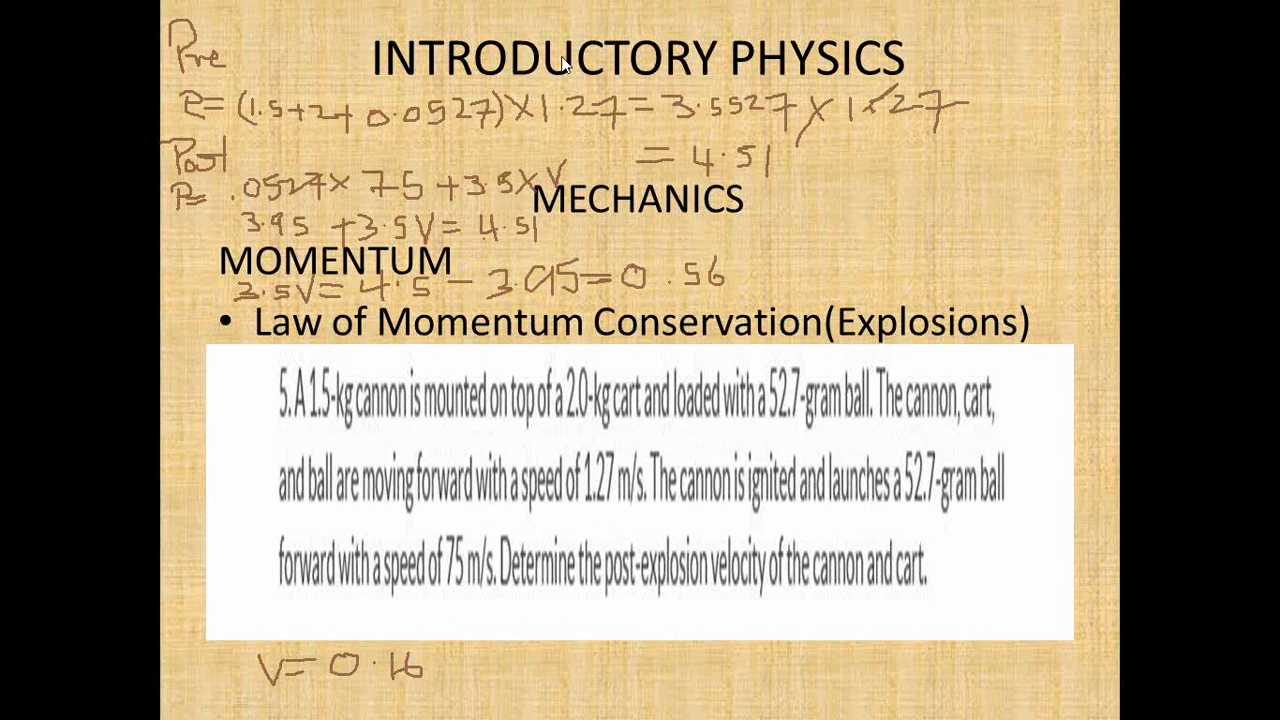 Pre
INTRODUCTORY PHYSICS
P=(1.5+2+0.0527)×1.27=3.5527×1.27
=4.51
Post
P= .0527×75+3.5×V
MECHANICS
3.95+3.5V=4.51
MOMENTUM
3.5V=4.5-3.95=0.56
• Law of Momentum Conservation(Explosions)
5. A 1.5-kg cannon is mounted on top of a 2.0-kg cart and loaded with a 52.7-gram ball. The cannon, cart,
and ball are moving forward with a speed of 1.27 m/s. The cannon is ignited and launches a 52.7-gram ball
forward with a speed of 75 m/s. Determine the post-explosion velocity of the cannon and cart.
V=0.16